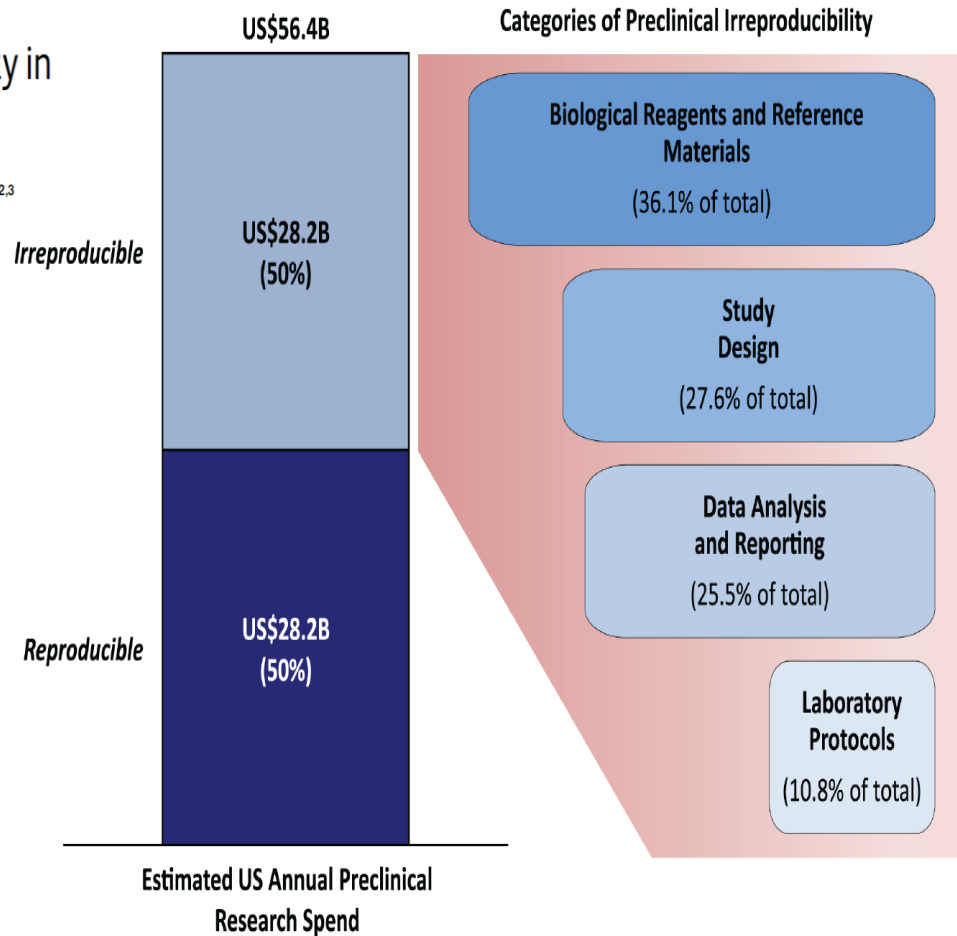 y in
2,3
US$56.4B
Irreproducible
US$28.2B
(50%)
Reproducible
US$28.2B
(50%)
Estimated US Annual Preclinical
Research Spend
Categories of Preclinical Irreproducibility
Biological Reagents and Reference
Materials
(36.1% of total)
Study
Design
(27.6% of total)
Data Analysis
and Reporting
(25.5% of total)
Laboratory
Protocols
(10.8% of total)